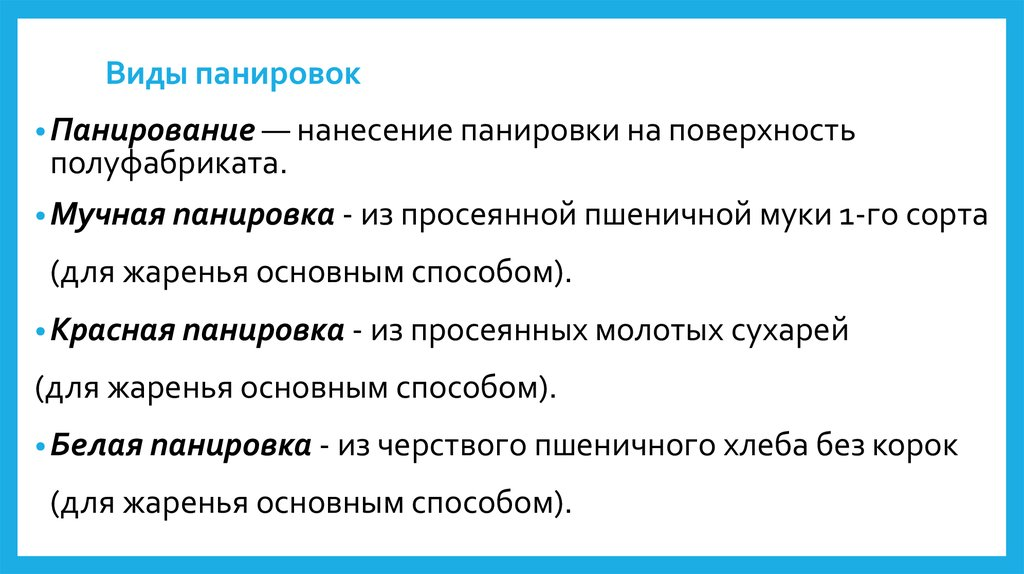 Виды панировок
• Панирование — нанесение панировки на поверхность
полуфабриката.
• Мучная панировка - из просеянной пшеничной муки 1-го сорта
(для жаренья основным способом).
• Красная панировка - из просеянных молотых сухарей
(для жаренья основным способом).
• Белая панировка - из черствого пшеничного хлеба без корок
(для жаренья основным способом).